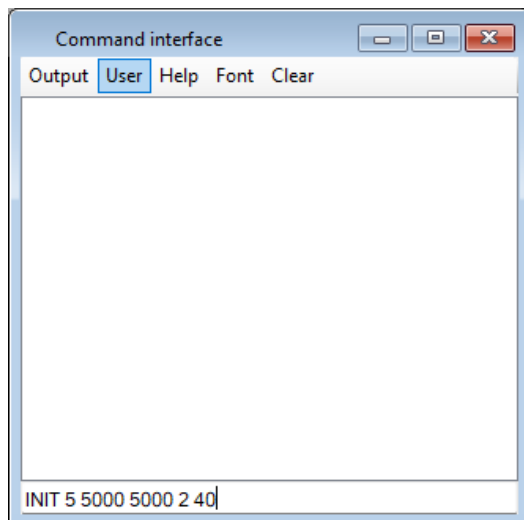 Command interface
Output User Help Font Clear
INIT 5 5000 5000 2 40